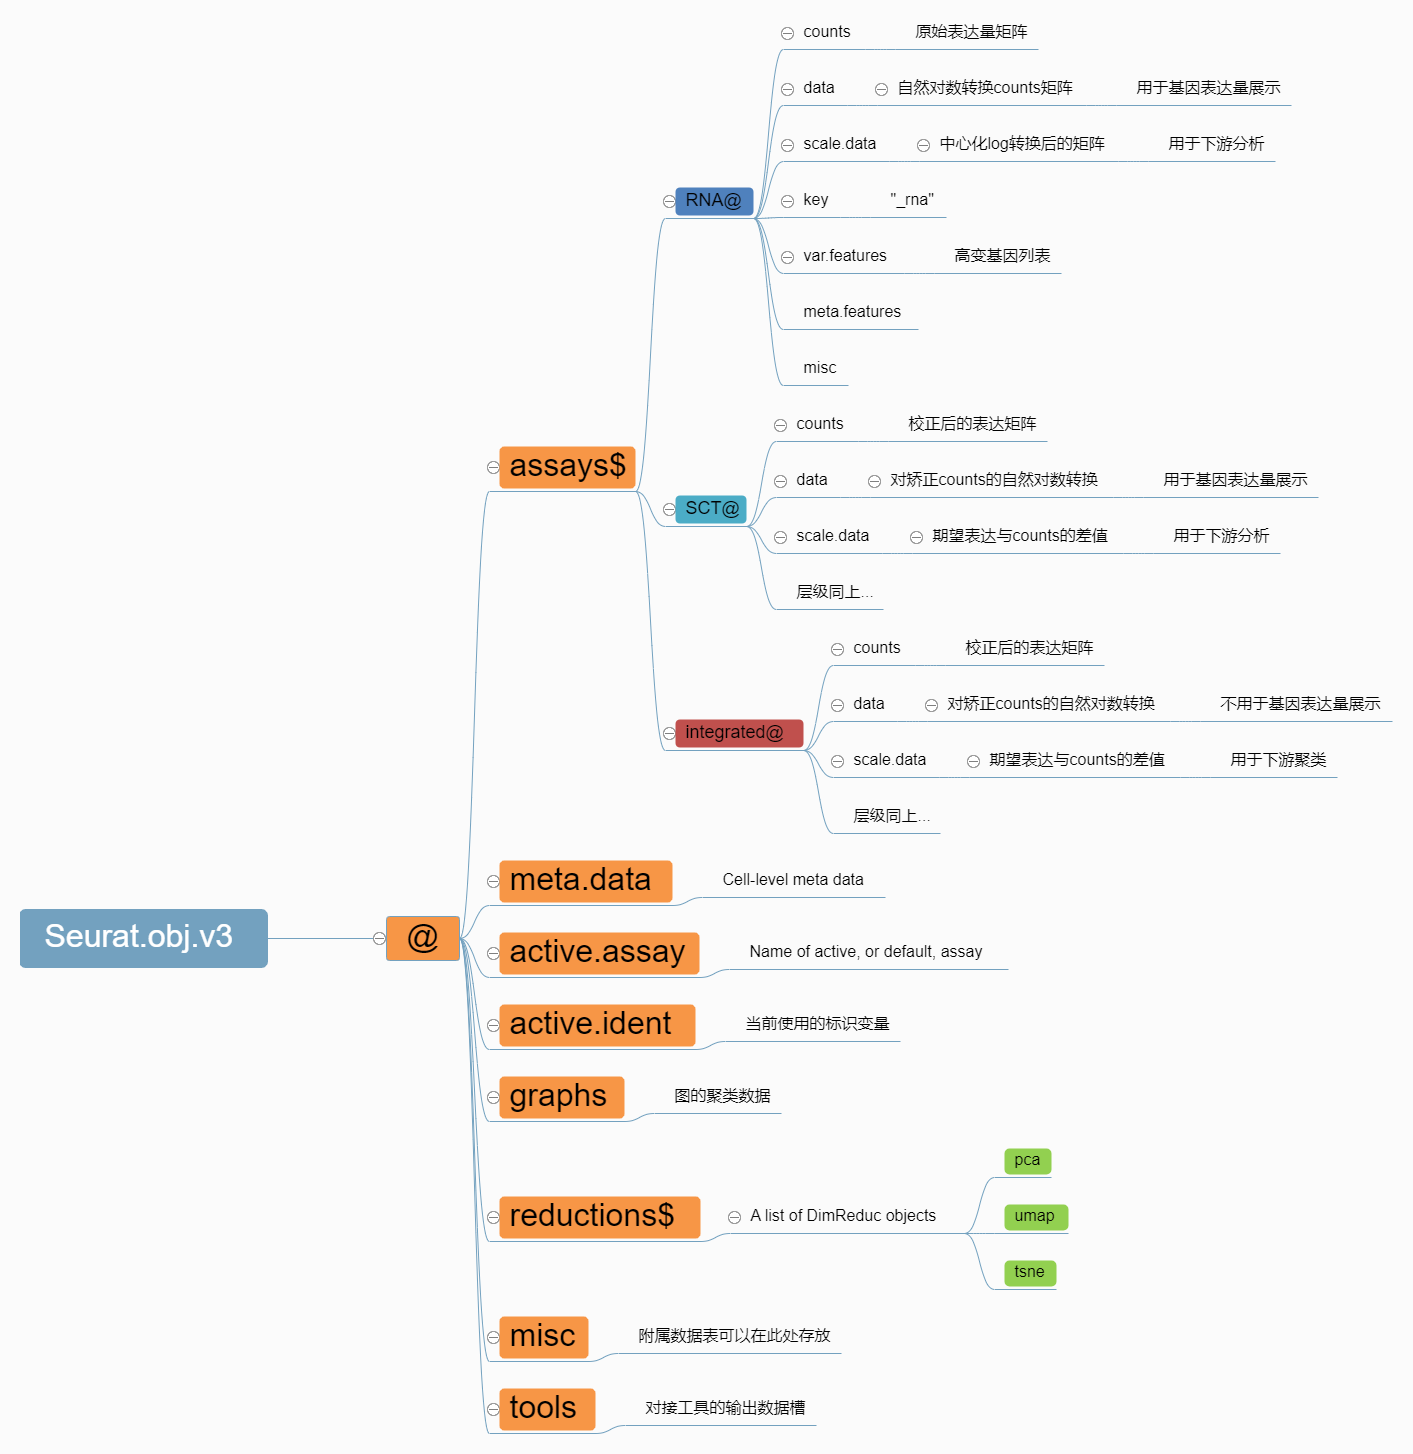 counts 原始表达量矩阵
data 自然对数转换counts矩阵 用于基因表达量展示
scale.data 中心化log转换后的矩阵 用于下游分析
RNA@
key "_rna"
var.features 高变基因列表
meta.features
misc
assays$
counts 校正后的表达矩阵
data 对矫正counts的自然对数转换 用于基因表达量展示
SCT@
scale.data 期望表达与counts的差值 用于下游分析
层级同上...
counts 校正后的表达矩阵
data 对矫正counts的自然对数转换 不用于基因表达量展示
integrated@
scale.data 期望表达与counts的差值 用于下游聚类
层级同上...
meta.data Cell-level meta data
Seurat.obj.v3 @
active.assay Name of active, or default, assay
active.ident 当前使用的标识变量
graphs 图的聚类数据
pca
reductions$ A list of DimReduc objects umap
tsne
misc 附属数据表可以在此处存放
tools 对接工具的输出数据槽